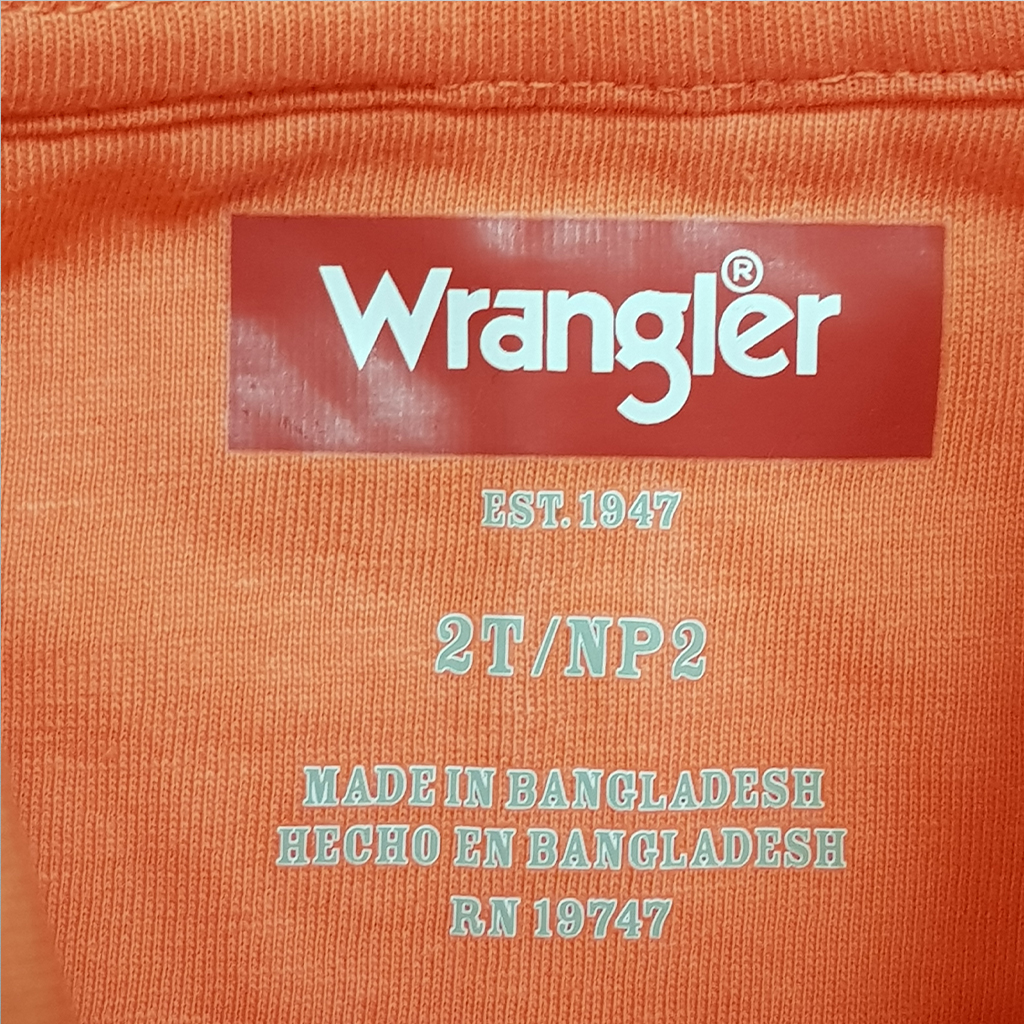 Wrangler®
EST. 1947
2T/NP2
MADE IN BANGLADESH
HECHO EN BANGLADESH
RN 19747